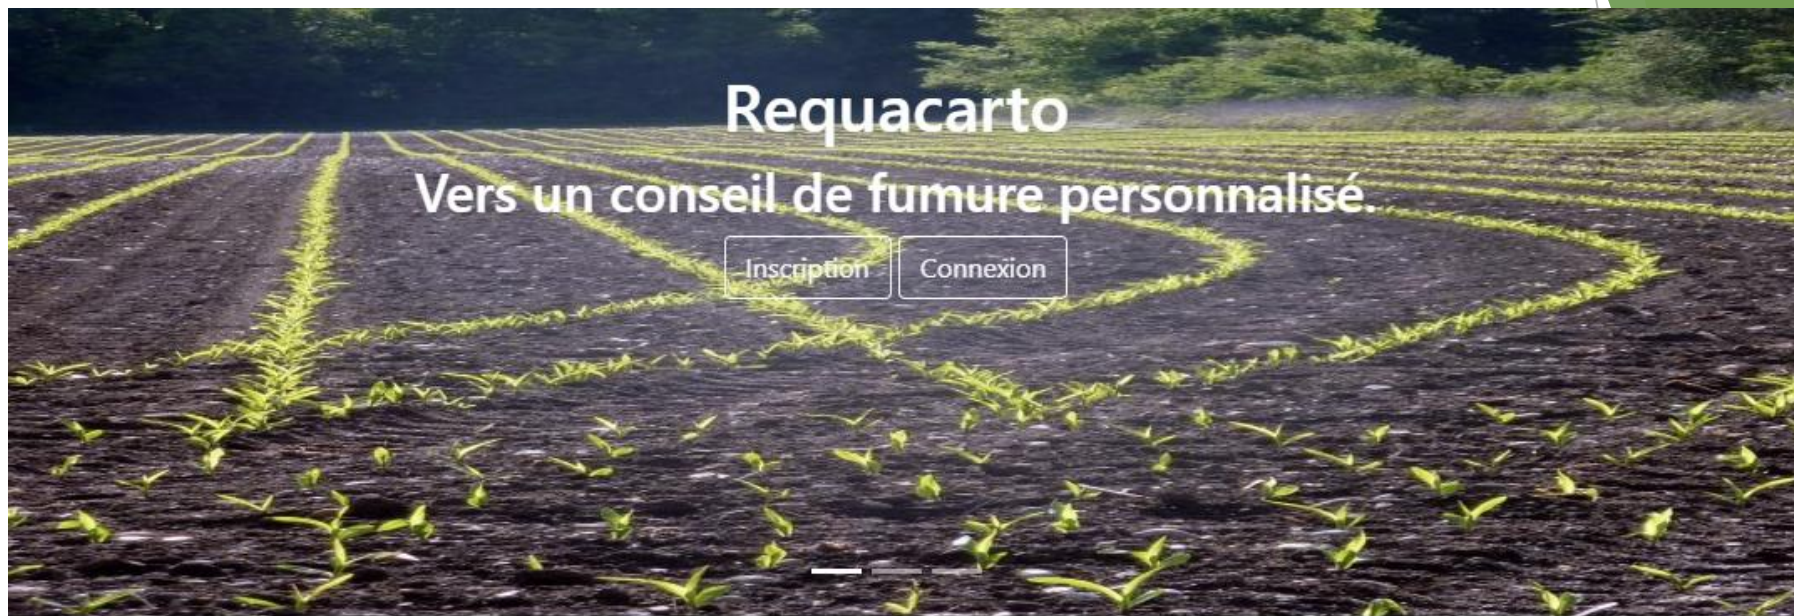 Requacarto
Vers un conseil de fumure personnalisé.
Inscription Connexion